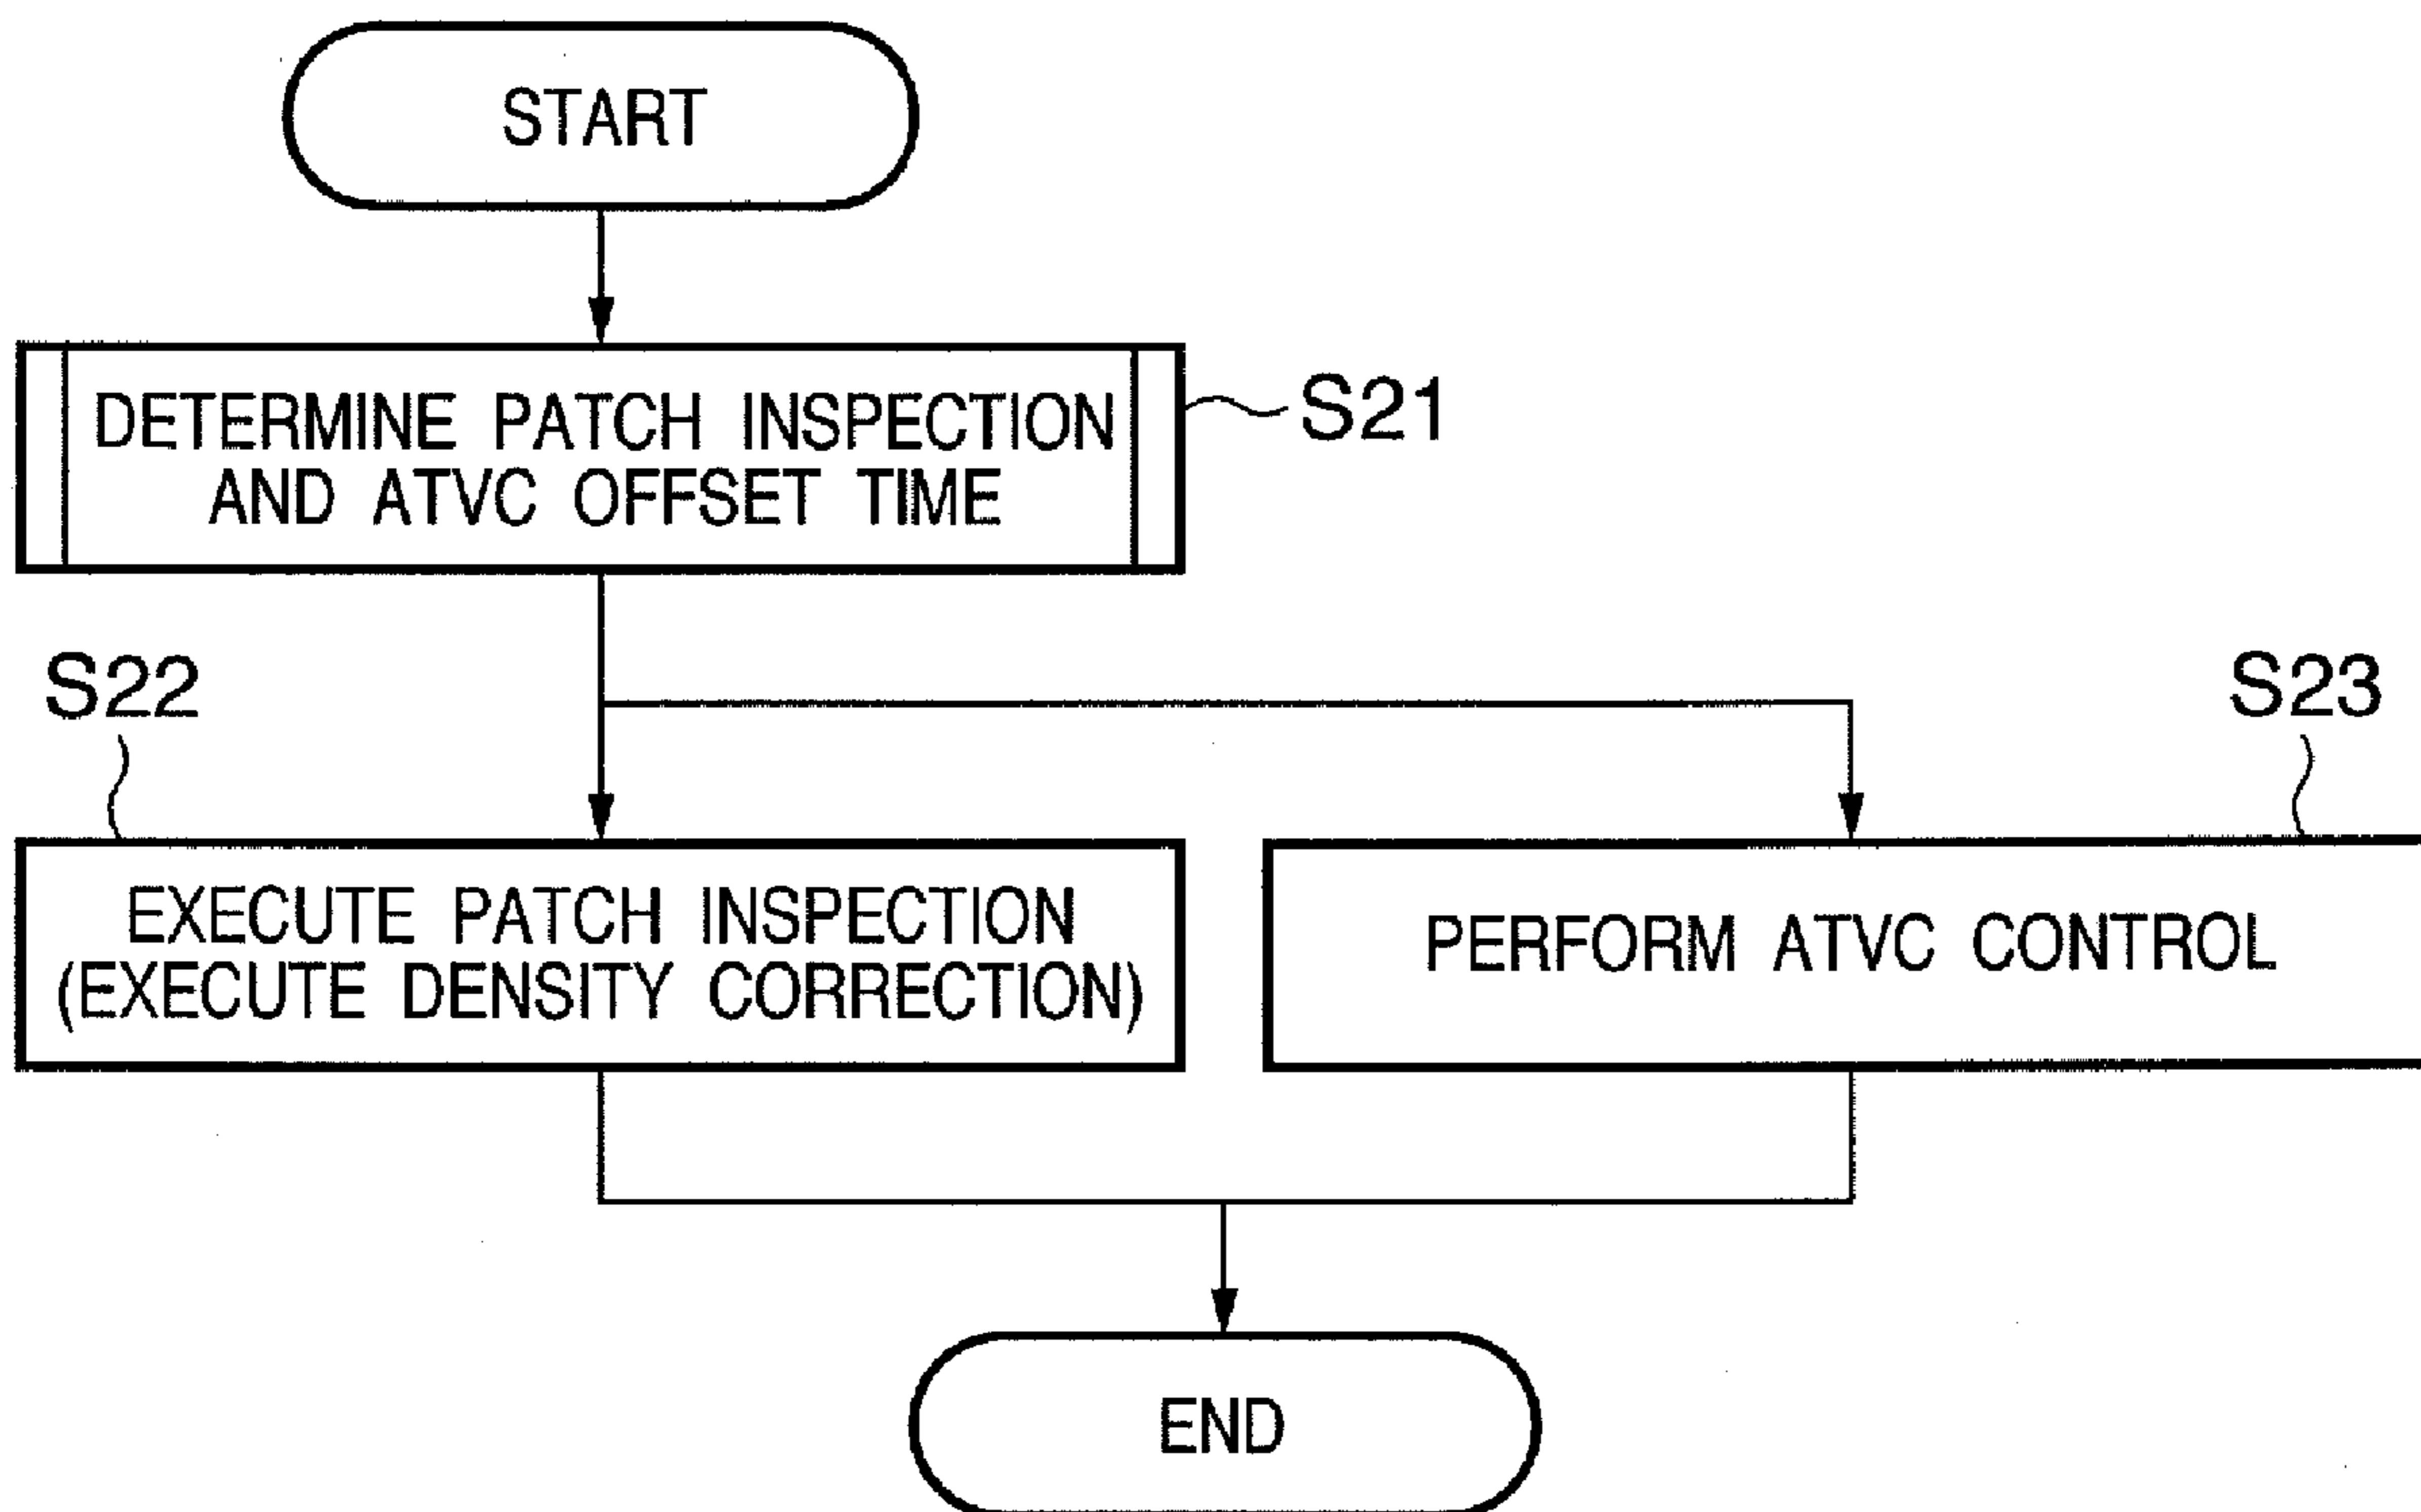 START
DETERMINE PATCH INSPECTION
AND ATVC OFFSET TIME
S21
S22
S23
EXECUTE PATCH INSPECTION
(EXECUTE DENSITY CORRECTION)
PERFORM ATVC CONTROL
END